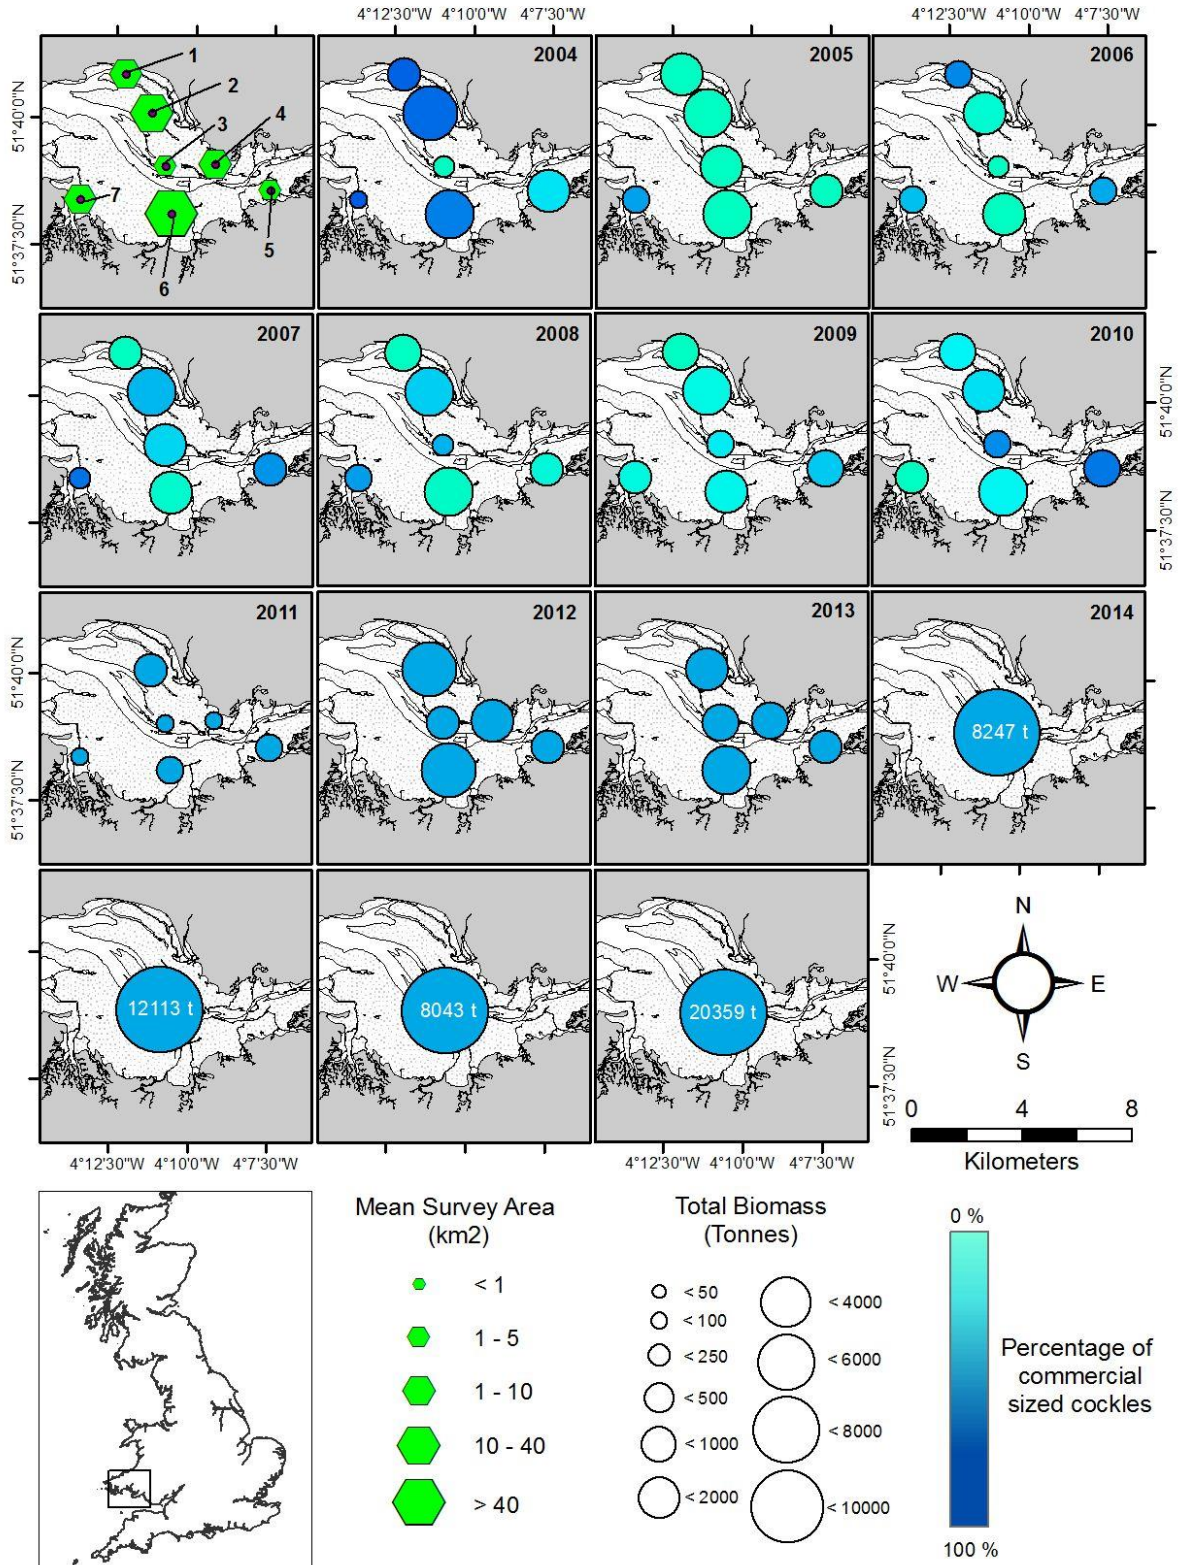 4°12'30"W 4°10'0"W 4°7'30"W
4°12'30"W 4°10'0"W 4°7'30"W
1
2
3
4
5
6
7
2004
2005
2006
51°40'0"N
51°37'30"N
2007
2008
2009
2010
51°40'0"N
51°37'30"N
2011
2012
2013
2014
51°40'0"N
51°37'30"N
8247 t
12113 t
8043 t
20359 t
51°40'0"N
51°37'30"N
N
W E
S
0 4 8
Kilometers
4°12'30"W 4°10'0"W 4°7'30"W
4°12'30"W 4°10'0"W 4°7'30"W
Mean Survey Area
(km2)
< 1
1 - 5
1 - 10
10 - 40
> 40
Total Biomass
(Tonnes)
< 50
< 100
< 250
< 500
< 1000
< 2000
< 4000
< 6000
< 8000
< 10000
0 %
Percentage of
commercial
sized cockles
100 %